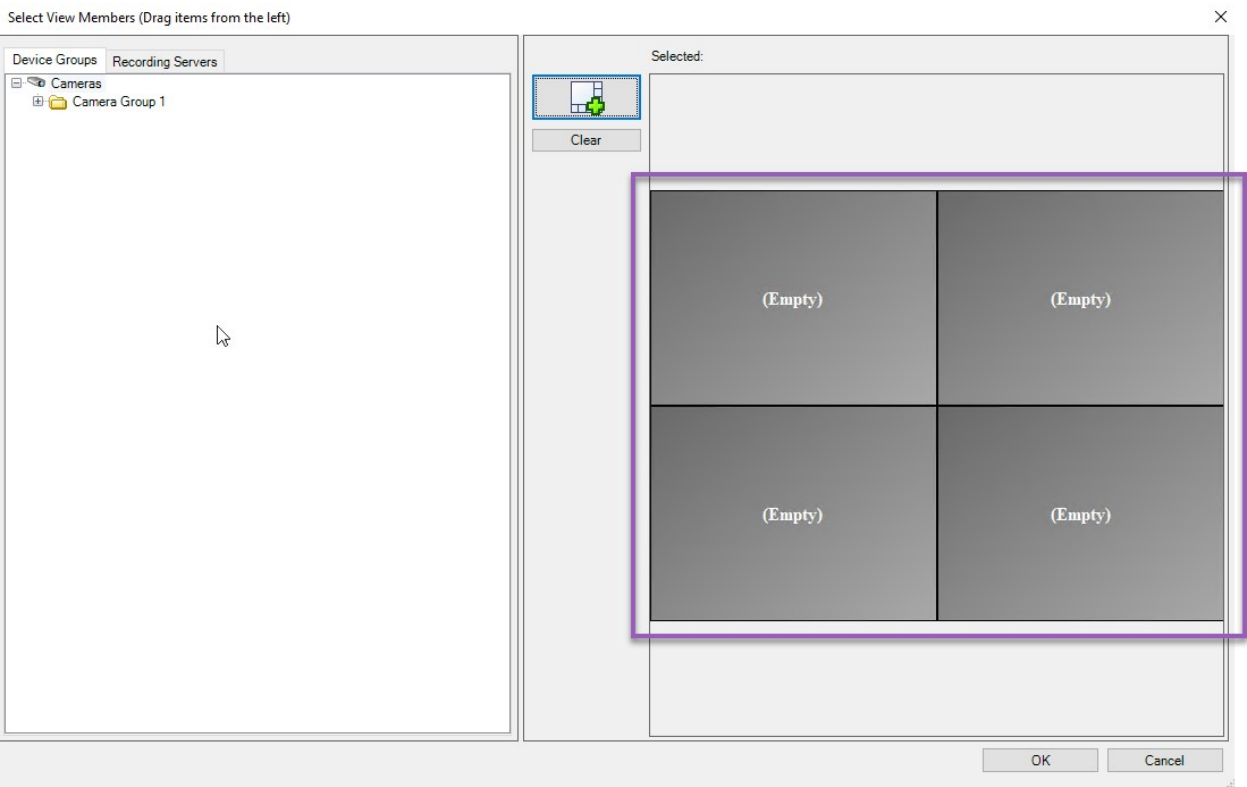 Select View Members (Drag items from the left)
Device Groups
Recording Servers
Cameras
Camera Group 1
Clear
Selected:
(Empty)
(Empty)
(Empty)
(Empty)
OK
Cancel